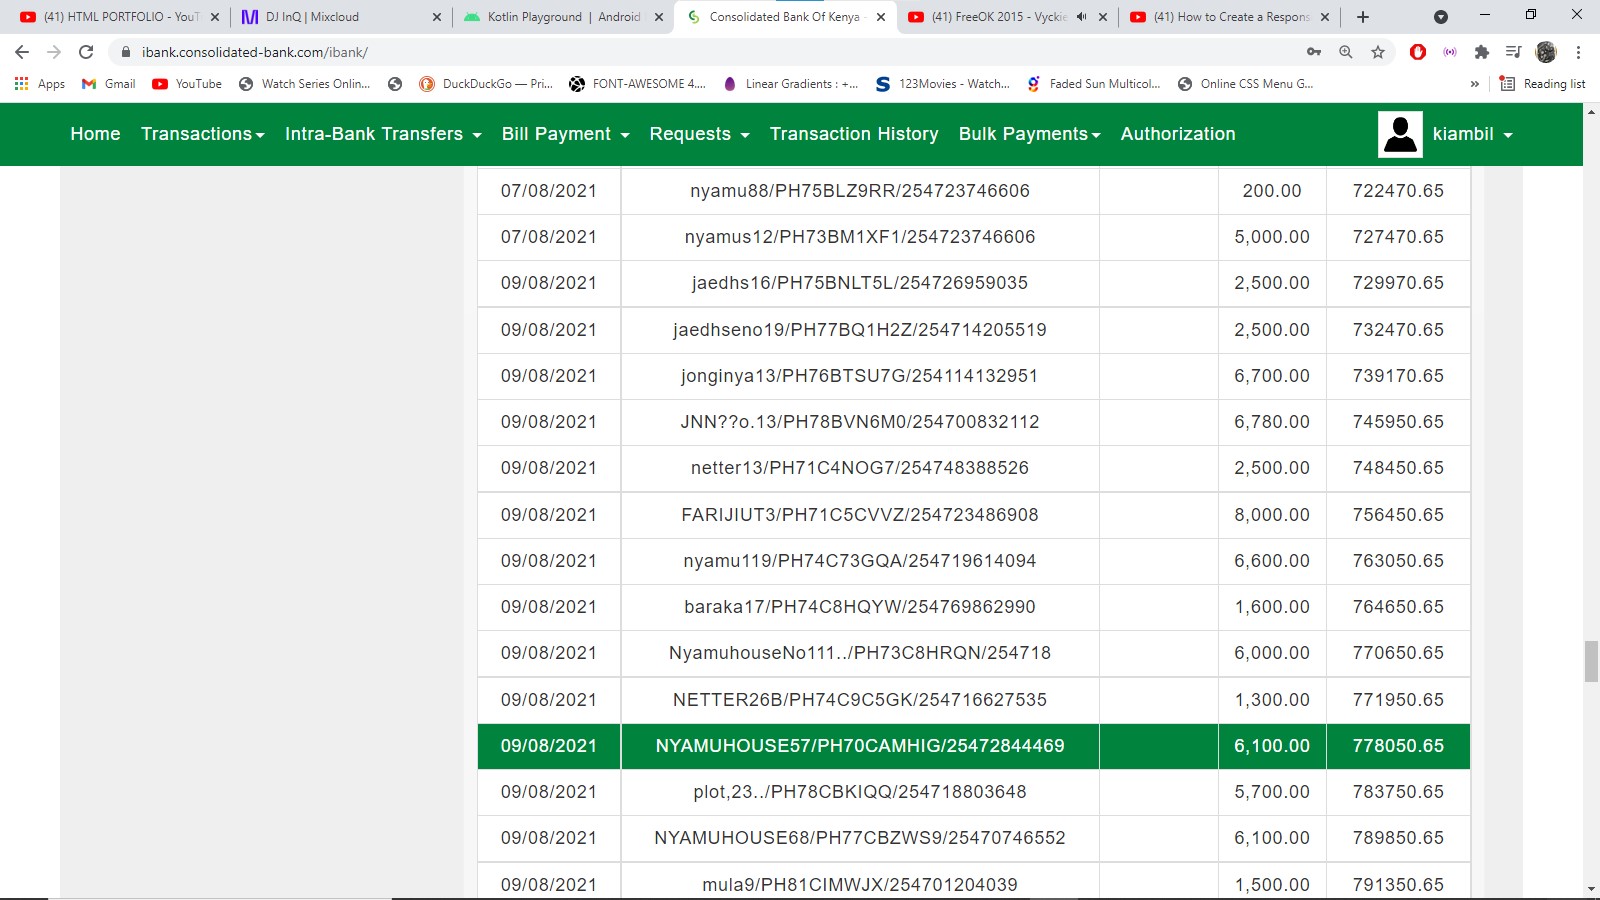 (41) HTML PORTFOLIO - YouT
DJ InQ | Mixcloud
Kotlin Playground | Android
Consolidated Bank Of Kenya -
(41) FreeOK 2015 - Vyckie
(41) How to Create a Respons
ibank.consolidated-bank.com/ibank/
Apps Gmail YouTube Watch Series Onlin... DuckDuckGo — Pri... FONT-AWESOME 4.... Linear Gradients : +... 123Movies - Watch... Faded Sun Multicol... Online CSS Menu G... » Reading list
Home Transactions Intra-Bank Transfers Bill Payment Requests Transaction History Bulk Payments Authorization kiambil
07/08/2021 nyamu88/PH75BLZ9RR/254723746606 200.00 722470.65
07/08/2021 nyamus12/PH73BM1XF1/254723746606 5,000.00 727470.65
09/08/2021 jaedhs16/PH75BNLT5L/254726959035 2,500.00 729970.65
09/08/2021 jaedhseno19/PH77BQ1H2Z/254714205519 2,500.00 732470.65
09/08/2021 jonginya13/PH76BTSU7G/254114132951 6,700.00 739170.65
09/08/2021 JNN??o.13/PH78BVN6M0/254700832112 6,780.00 745950.65
09/08/2021 netter13/PH71C4NOG7/254748388526 2,500.00 748450.65
09/08/2021 FARIJIUT3/PH71C5CVVZ/254723486908 8,000.00 756450.65
09/08/2021 nyamu119/PH74C73GQA/254719614094 6,600.00 763050.65
09/08/2021 baraka17/PH74C8HQYW/254769862990 1,600.00 764650.65
09/08/2021 NyamuhouseNo111../PH73C8HRQN/254718 6,000.00 770650.65
09/08/2021 NETTER26B/PH74C9C5GK/254716627535 1,300.00 771950.65
09/08/2021 NYAMUHOUSE57/PH70CAMHIG/25472844469 6,100.00 778050.65
09/08/2021 plot,23../PH78CBKIQQ/254718803648 5,700.00 783750.65
09/08/2021 NYAMUHOUSE68/PH77CBZWS9/25470746552 6,100.00 789850.65
09/08/2021 mula9/PH81CIMWJX/254701204039 1,500.00 791350.65